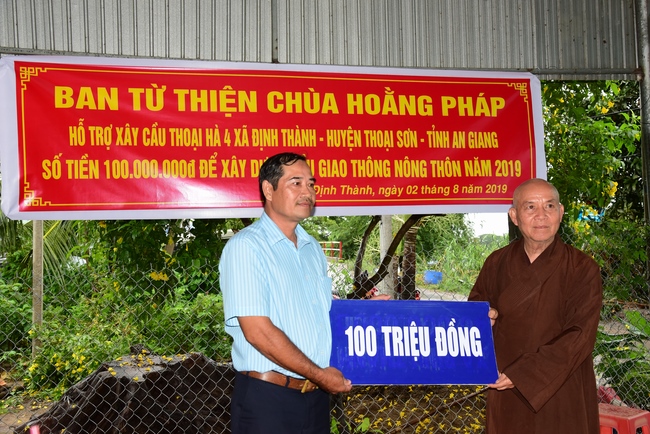 BAN TỪ THIỆN CHÙA HOẰNG PHÁP
HỖ TRỢ XÂY CẦU THOẠI HÀ 4 XÃ ĐỊNH THÀNH - HUYỆN THOẠI SƠN - TỈNH AN GIANG
SỐ TIỀN 100.000.000đ ĐỂ XÂY GIAO THÔNG NÔNG THÔN NĂM 2019
Định Thành, ngày 02 tháng 8 năm 2019
100 TRIỆU ĐỒNG